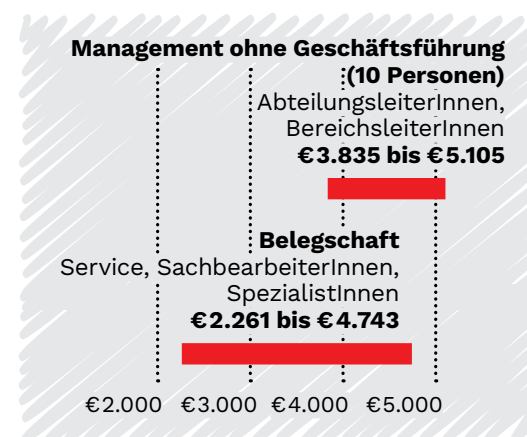 Management ohne Geschäftsführung
(10 Personen)
AbteilungsleiterInnen,
BereichsleiterInnen
€3.835 bis €5.105
Belegschaft
Service, SachbearbeiterInnen,
SpezialistInnen
€2.261 bis €4.743
€2.000 €3.000 €4.000 €5.000